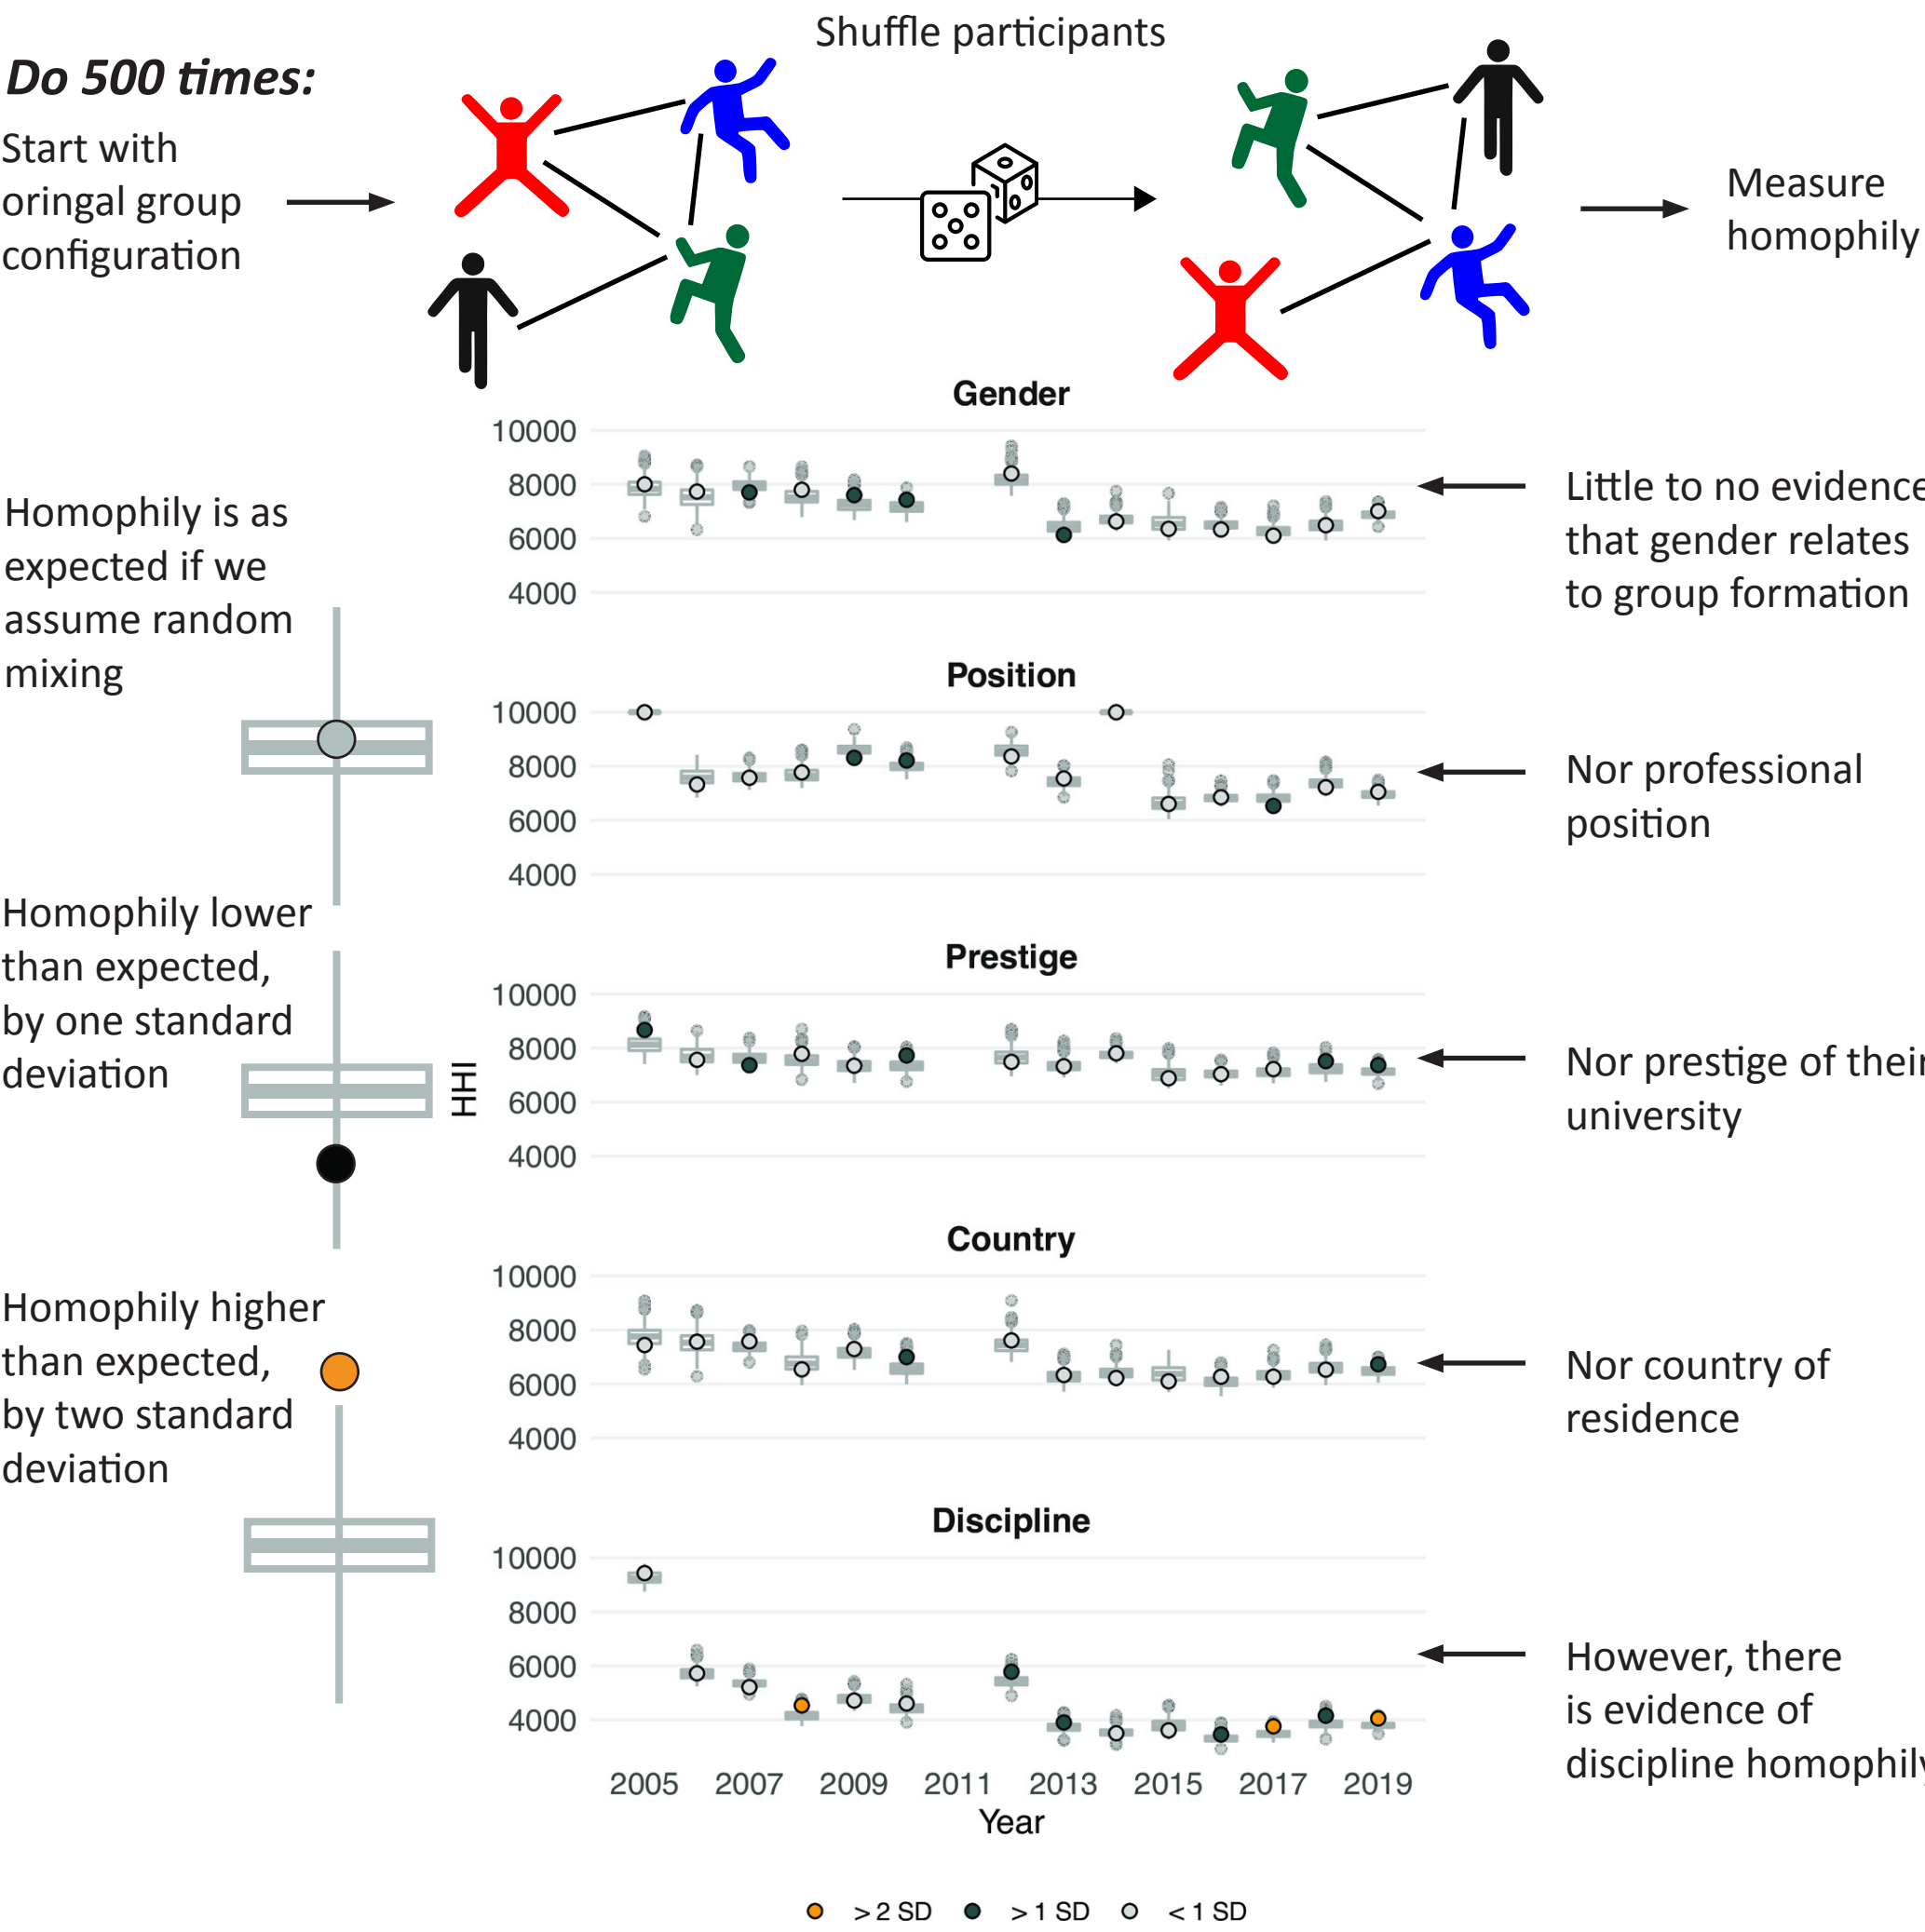 Shuffle participants
Do 500 times:
Start with
oringal group
configuration
Measure
homophily
Homophily is as
expected if we
assume random
mixing
Homophily lower
than expected,
by one standard
deviation
Homophily higher
than expected,
by two standard
deviation
HHI
Gender
10000
8000
6000
4000
Little to no evidence
that gender relates
to group formation
Position
10000
8000
6000
4000
Nor professional
position
Prestige
10000
8000
6000
4000
Nor prestige of their
university
Country
10000
8000
6000
4000
Nor country of
residence
Discipline
10000
8000
6000
4000
However, there
is evidence of
discipline homophily
2005 2007 2009 2011 2013 2015 2017 2019
Year
> 2 SD > 1 SD < 1 SD